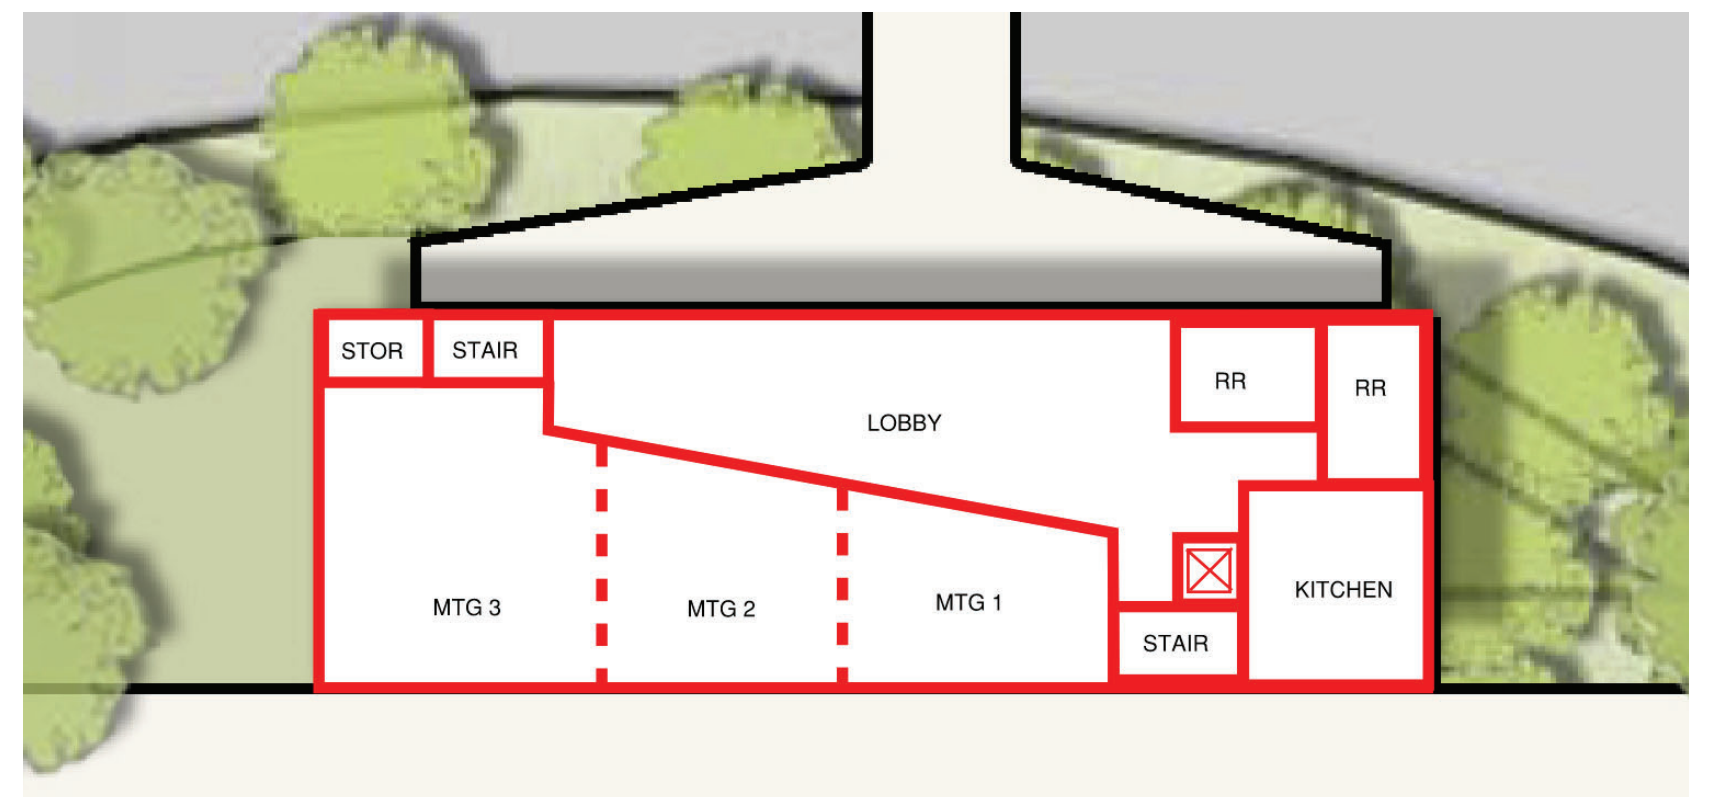 STOR
STAIR
LOBBY
RR
RR
MTG 3
MTG 2
MTG 1
STAIR
KITCHEN